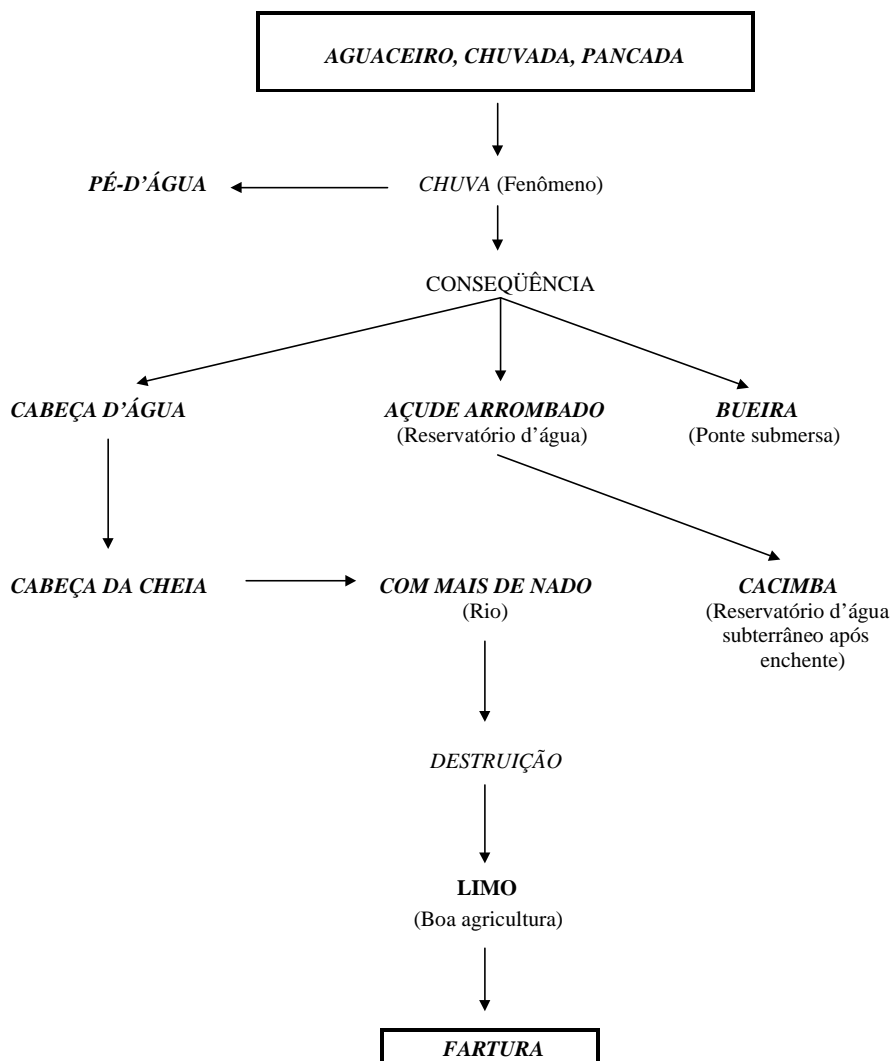 AGUACEIRO, CHUVADA, PANCADA
PÉ-D’ÁGUA
CHUVA (Fenômeno)
CONSEQÜÊNCIA
CABEÇA D’ÁGUA
AÇUDE ARROMBADO
(Reservatório d’água)
BUEIRA
(Ponte submersa)
CABEÇA DA CHEIA
COM MAIS DE NADO
(Rio)
CACIMBA
(Reservatório d’água
subterrâneo após
enchente)
DESTRUIÇÃO
LIMO
(Boa agricultura)
FARTURA